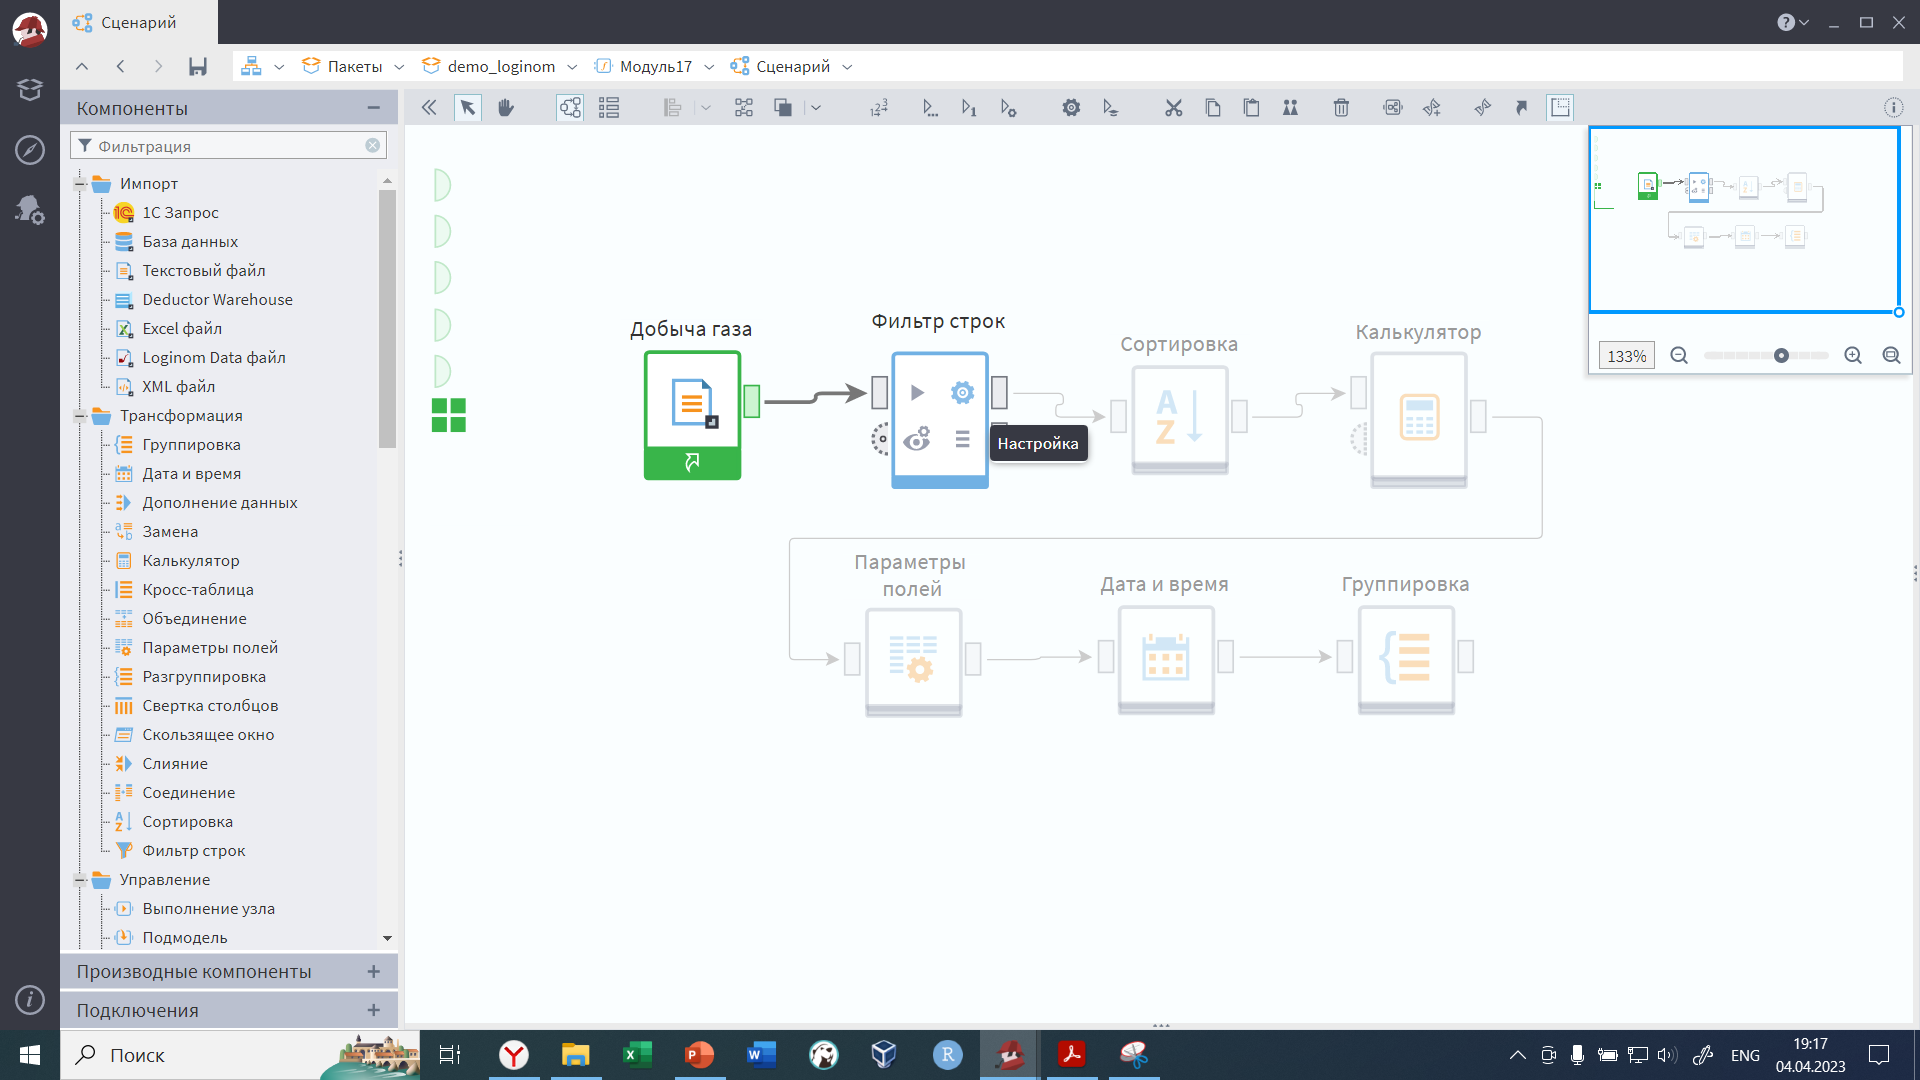 Сценарий
Пакеты
demo_loginom
Модуль17
Сценарий
Компоненты
Фильтрация
Импорт
1С Запрос
База данных
Текстовый файл
Deductor Warehouse
Excel файл
Loginom Data файл
XML файл
Трансформация
Группировка
Дата и время
Дополнение данных
Замена
Калькулятор
Кросс-таблица
Объединение
Параметры полей
Разгруппировка
Свертка столбцов
Скользящее окно
Слияние
Соединение
Сортировка
Фильтр строк
Управление
Выполнение узла
Подмодель
Производные компоненты
Подключения
Добыча газа
Фильтр строк
Сортировка
Калькулятор
Настройка
Параметры
полей
Дата и время
Группировка
133%
Поиск
ENG
19:17
04.04.2023